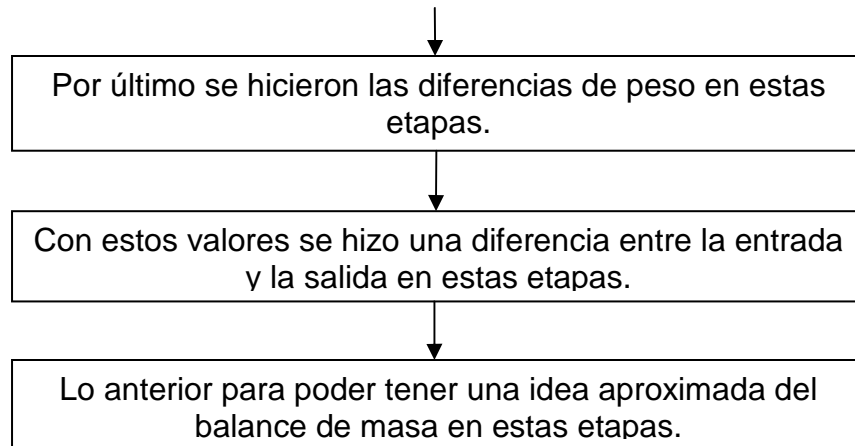 Por último se hicieron las diferencias de peso en estas
etapas.
Con estos valores se hizo una diferencia entre la entrada
y la salida en estas etapas.
Lo anterior para poder tener una idea aproximada del
balance de masa en estas etapas.